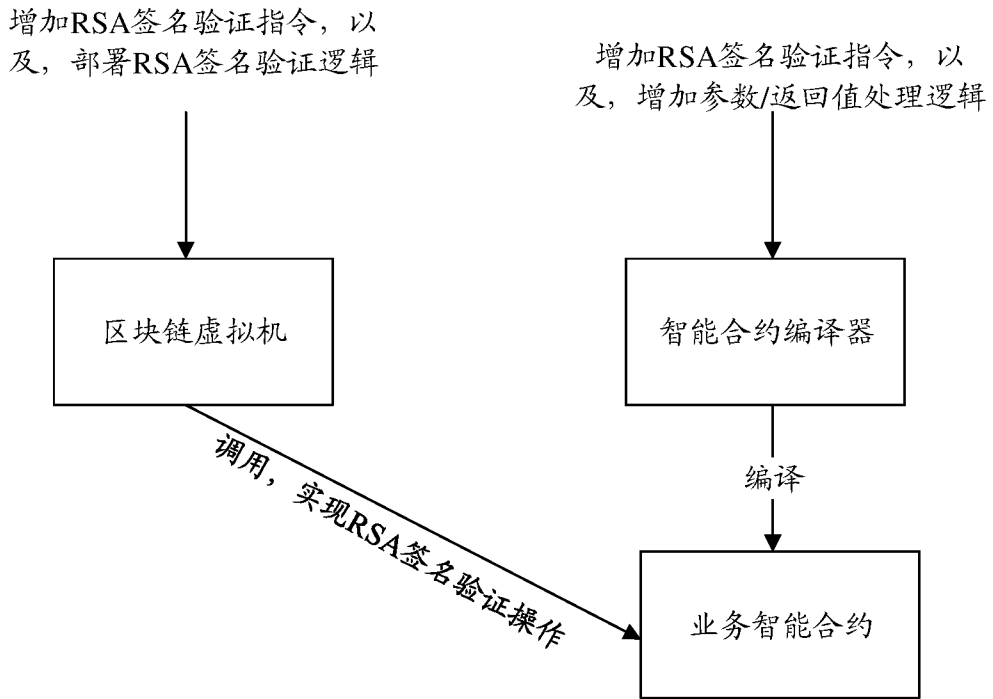 增加RSA签名验证指令，以
及，部署RSA签名验证逻辑
增加RSA签名验证指令，以
及，增加参数/返回值处理逻辑
区块链虚拟机
智能合约编译器
调用，实现RSA签名验证操作
编译
业务智能合约